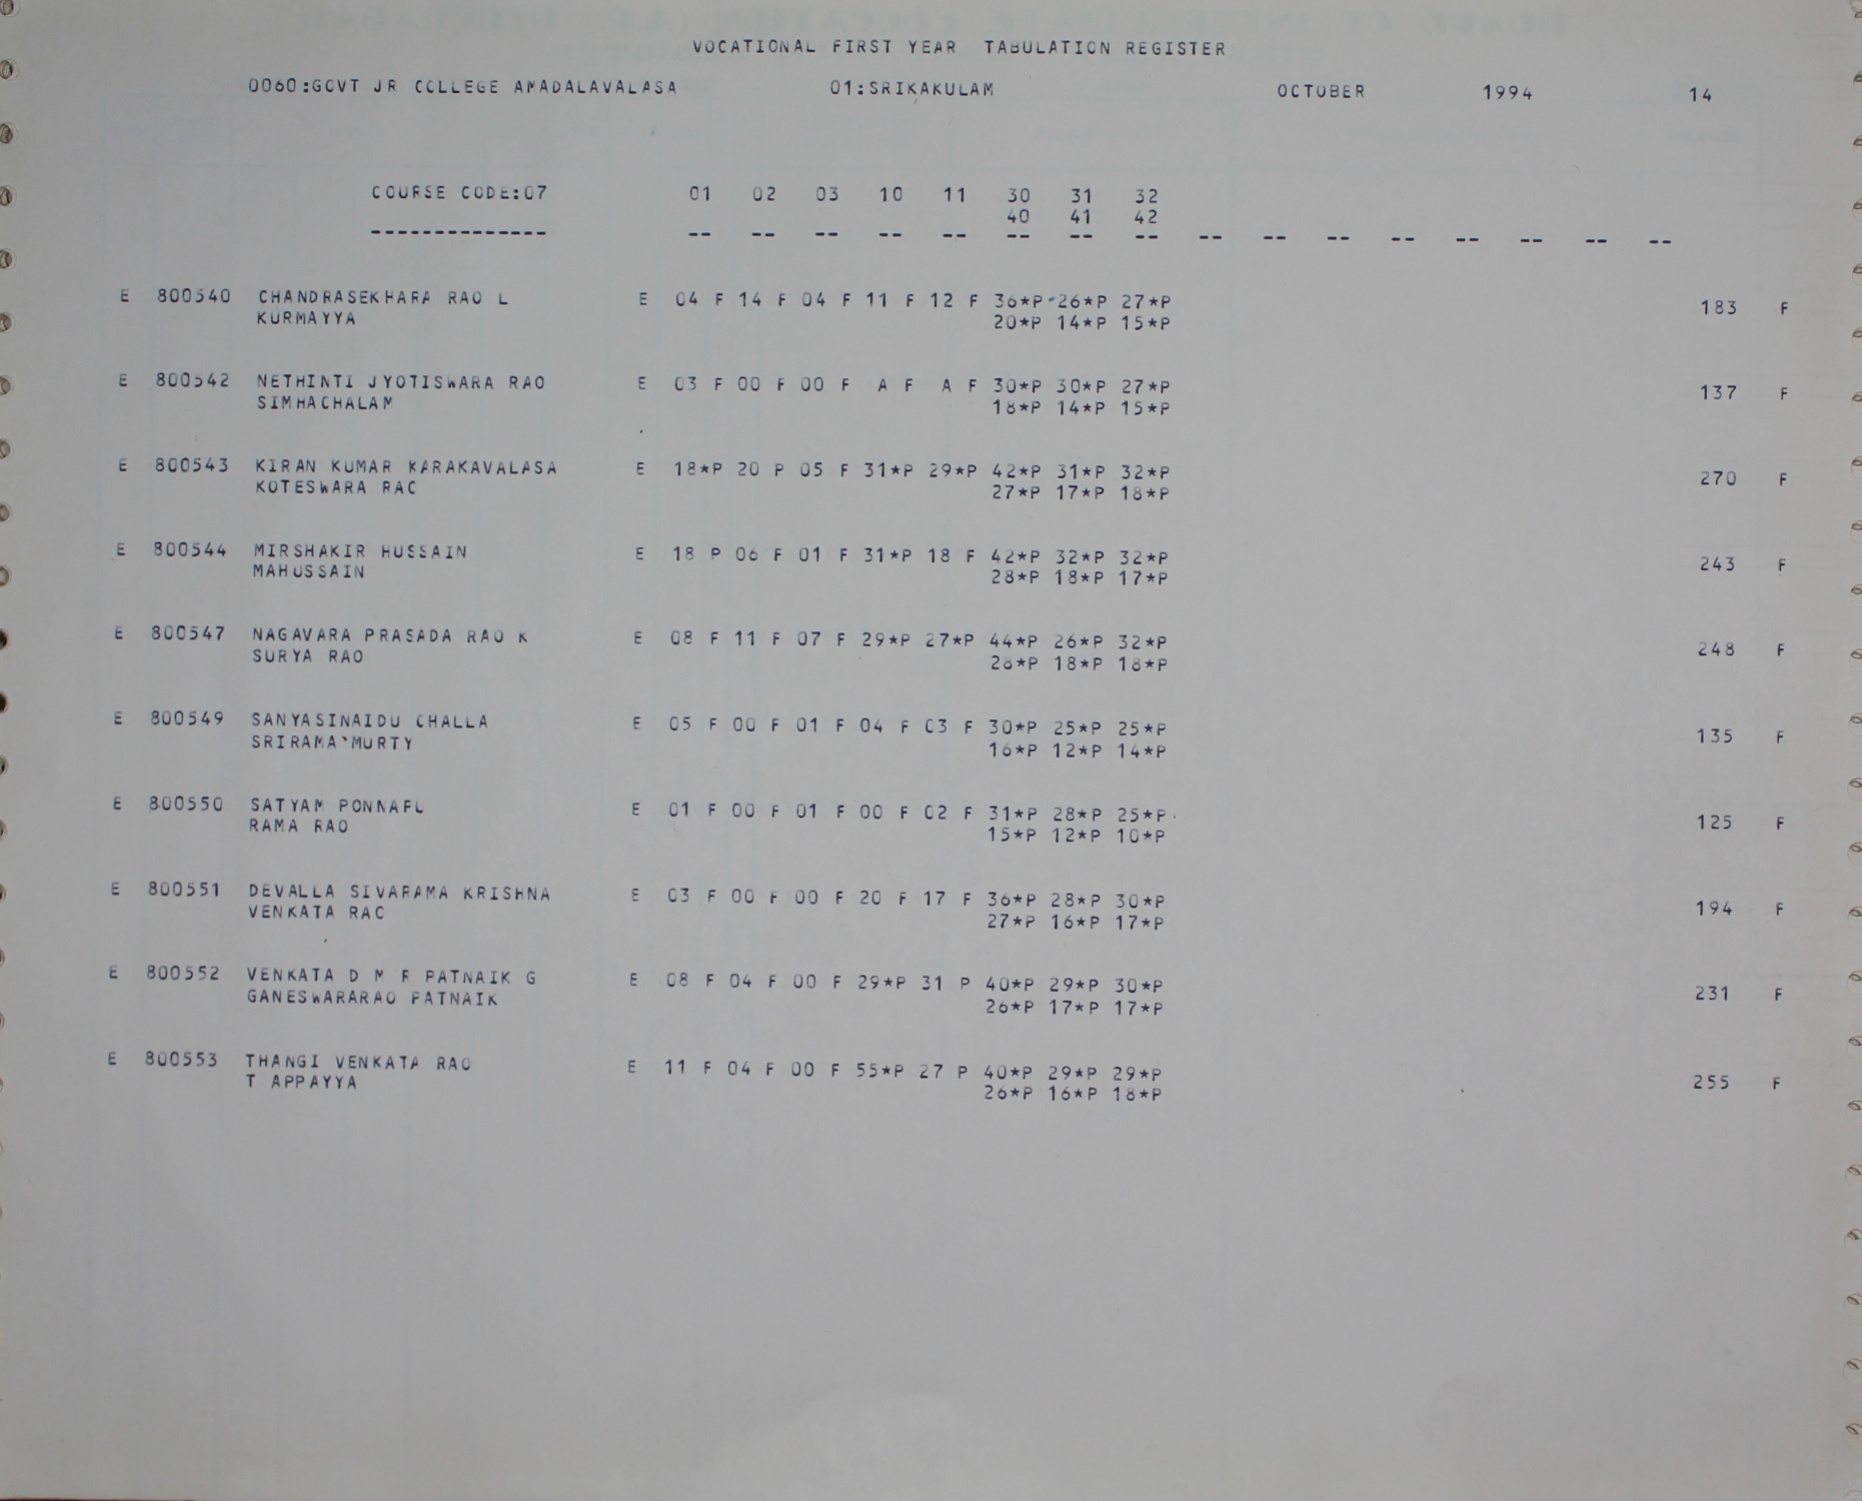 VOCATIONAL FIRST YEAR TABULATION REGISTER
0060:GOVT JR COLLEGE AMADALAVALASA 01:SRIKAKULAM OCTOBER 1994 14
COURSE CODE:07 01 02 03 10 11 30 31 32
40 41 42
-------------- -- -- -- -- -- -- -- -- -- -- -- -- -- -- -- --
E 800540 CHANDRASEKHARA RAO L E 04 F 14 F 04 F 11 F 12 F 36*P 26*P 27*P 183 F
KURMAYYA 20*P 14*P 15*P
E 800542 NETHINTI JYOTISWARA RAO E 03 F 00 F 00 F A F A F 30*P 30*P 27*P 137 F
SIMHACHALAM 18*P 14*P 15*P
E 800543 KIRAN KUMAR KARAKAVALASA E 18*P 20 P 05 F 31*P 29*P 42*P 31*P 32*P 270 F
KOTESWARA RAO 27*P 17*P 18*P
E 800544 MIRSHAKIR HUSSAIN E 18 P 06 F 01 F 31*P 18 F 42*P 32*P 32*P 243 F
MAHUSSAIN 28*P 18*P 17*P
E 800547 NAGAVARA PRASADA RAO K E 08 F 11 F 07 F 29*P 27*P 44*P 26*P 32*P 248 F
SURYA RAO 28*P 18*P 18*P
E 800549 SANYASINAIDU CHALLA E 05 F 00 F 01 F 04 F 03 F 30*P 25*P 25*P 135 F
SRIRAMA MURTY 16*P 12*P 14*P
E 800550 SATYAM PONNAPU E 01 F 00 F 01 F 00 F 02 F 31*P 28*P 25*P 125 F
RAMA RAO 15*P 12*P 10*P
E 800551 DEVALLA SIVARAMA KRISHNA E 03 F 00 F 00 F 20 F 17 F 36*P 28*P 30*P 194 F
VENKATA RAO 27*P 16*P 17*P
E 800552 VENKATA D M R PATNAIK G E 08 F 04 F 00 F 29*P 31 P 40*P 29*P 30*P 231 F
GANESWARARAO PATNAIK 26*P 17*P 17*P
E 800553 THANGI VENKATA RAO E 11 F 04 F 00 F 55*P 27 P 40*P 29*P 29*P 255 F
T APPAYYA 26*P 16*P 18*P